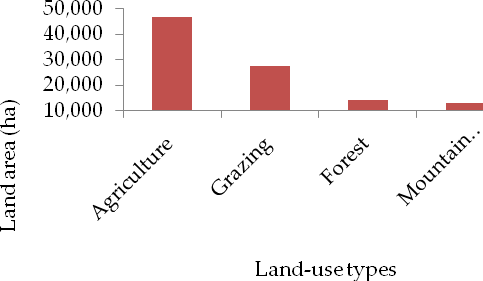 50,000
40,000
30,000
20,000
10,000
Land area (ha)
Agriculture
Grazing
Forest
Mountain..
Land-use types